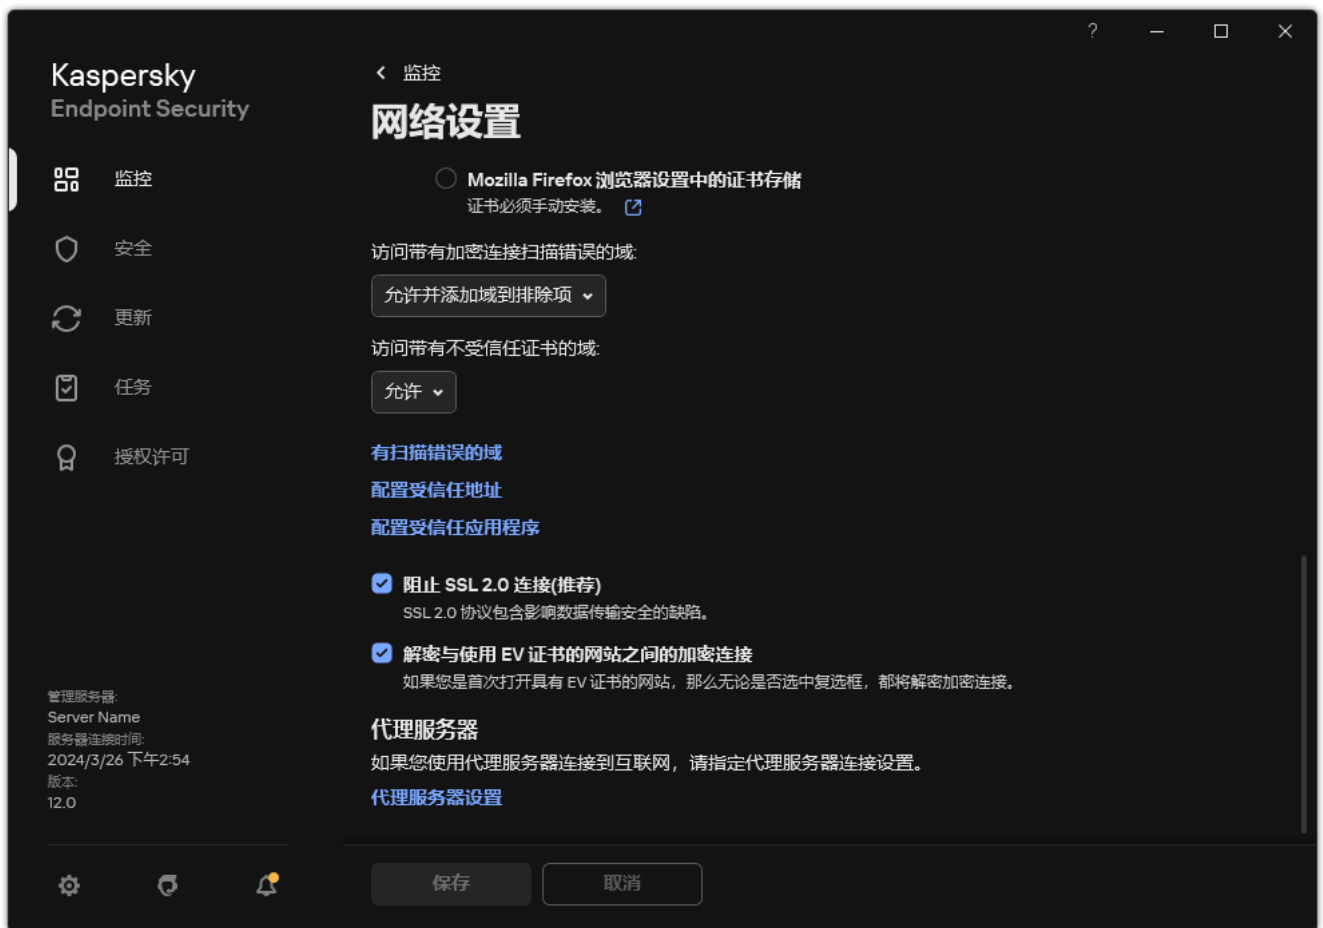 ?
Kaspersky
Endpoint Security
监控
安全
更新
任务
授权许可
管理服务器:
Server Name
服务器连接时间:
2024/3/26 下午2:54
版本:
12.0
监控
网络设置
Mozilla Firefox 浏览器设置中的证书存储
证书必须手动安装。
访问带有加密连接扫描错误的域:
允许并添加域到排除项
访问带有不受信任证书的域:
允许
有扫描错误的域
配置受信任地址
配置受信任应用程序
阻止 SSL 2.0 连接(推荐)
SSL 2.0 协议包含影响数据传输安全的缺陷。
解密与使用 EV 证书的网站之间的加密连接
如果您是首次打开具有 EV 证书的网站，那么无论是否选中复选框，都将解密加密连接。
代理服务器
如果您使用代理服务器连接到互联网，请指定代理服务器连接设置。
代理服务器设置
保存
取消